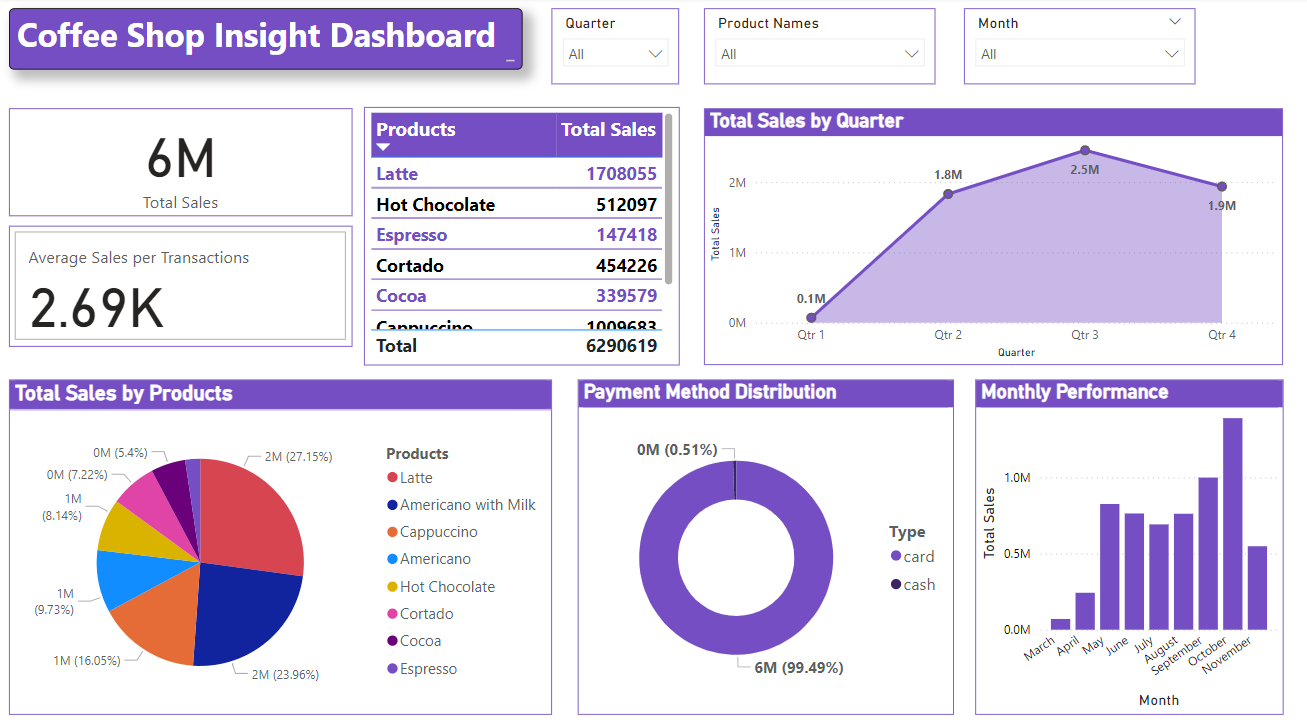 Coffee Shop Insight Dashboard
Quarter
All
Product Names
All
Month
All
6M
Total Sales
Average Sales per Transactions
2.69K
Products Total Sales
Latte 1708055
Hot Chocolate 512097
Espresso 147418
Cortado 454226
Cocoa 339579
Cappuccino 1009683
Total 6290619
Total Sales by Quarter
Total Sales
2M
1M
0M
0.1M
1.8M
2.5M
1.9M
Qtr 1 Qtr 2 Qtr 3 Qtr 4
Quarter
Total Sales by Products
0M (5.4%)
0M (7.22%)
1M
(8.14%)
1M
(9.73%)
1M (16.05%)
2M (27.15%)
2M (23.96%)
Products
Latte
Americano with Milk
Cappuccino
Americano
Hot Chocolate
Cortado
Cocoa
Espresso
Payment Method Distribution
0M (0.51%)
6M (99.49%)
Type
card
cash
Monthly Performance
Total Sales
1.0M
0.5M
0.0M
March April May June July August September October November
Month